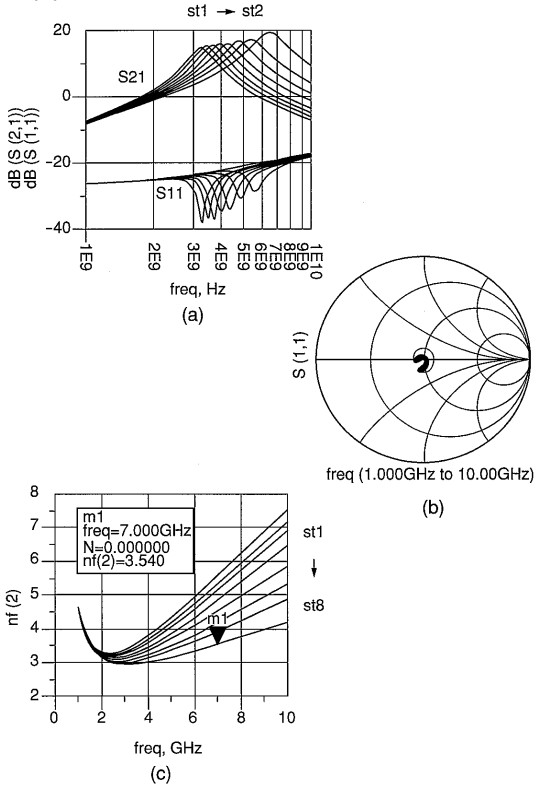 st1 → st2
20
0
−20
−40
S21
S11
dB (S (2,1))
dB (S (1,1))
1E9
2E9
3E9
4E9
5E9
6E9
7E9
8E9
9E9
1E10
freq, Hz
(a)
S (1,1)
freq (1.000GHz to 10.00GHz)
(b)
8
7
6
5
4
3
2
m1
freq=7.000GHz
N=0.000000
nf(2)=3.540
m1
st1
↓
st8
nf (2)
0 2 4 6 8 10
freq, GHz
(c)